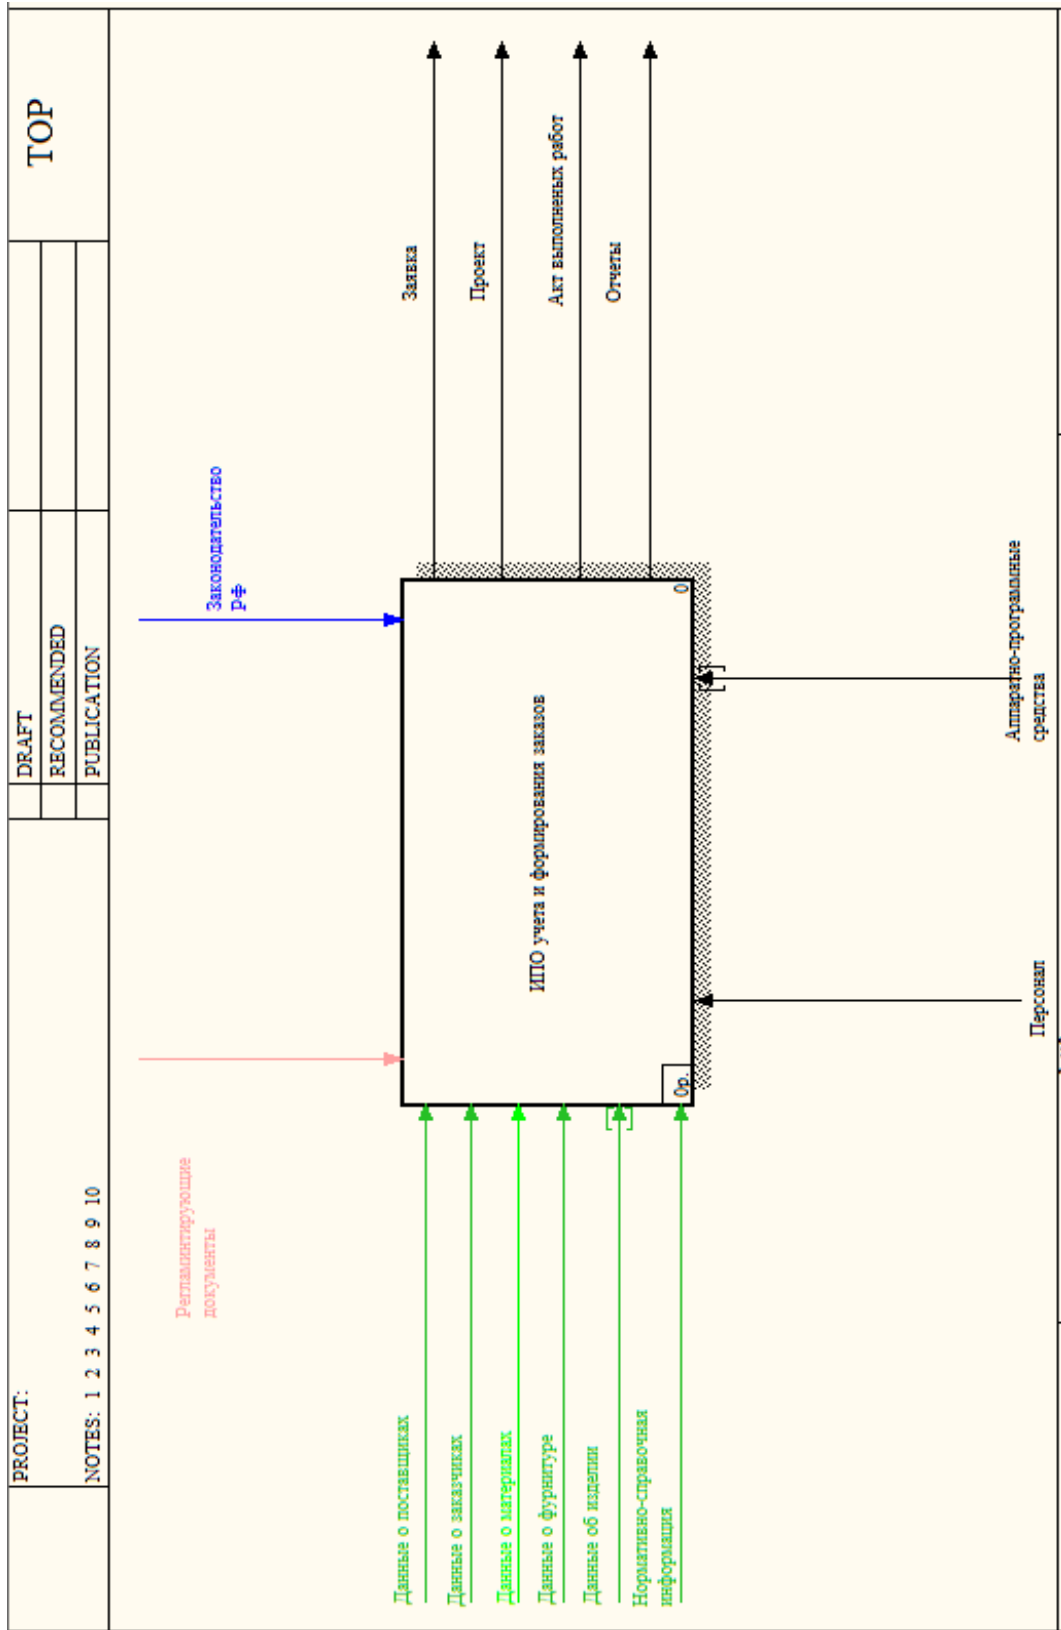 PROJECT:
NOTES: 1 2 3 4 5 6 7 8 9 10
DRAFT
RECOMMENDED
PUBLICATION
TOP
Регламинтирующие
документы
Законодательство
РФ
Данные о поставщиках
Данные о заказчиках
Данные о материалах
Данные о фурнитуре
Данные об изделии
Нормативно-справочная
информация
ИПО учета и формирования заказов
0р.
0
Заявка
Проект
Акт выполненых работ
Отчеты
Персонал
Аппаратно-программные
средства